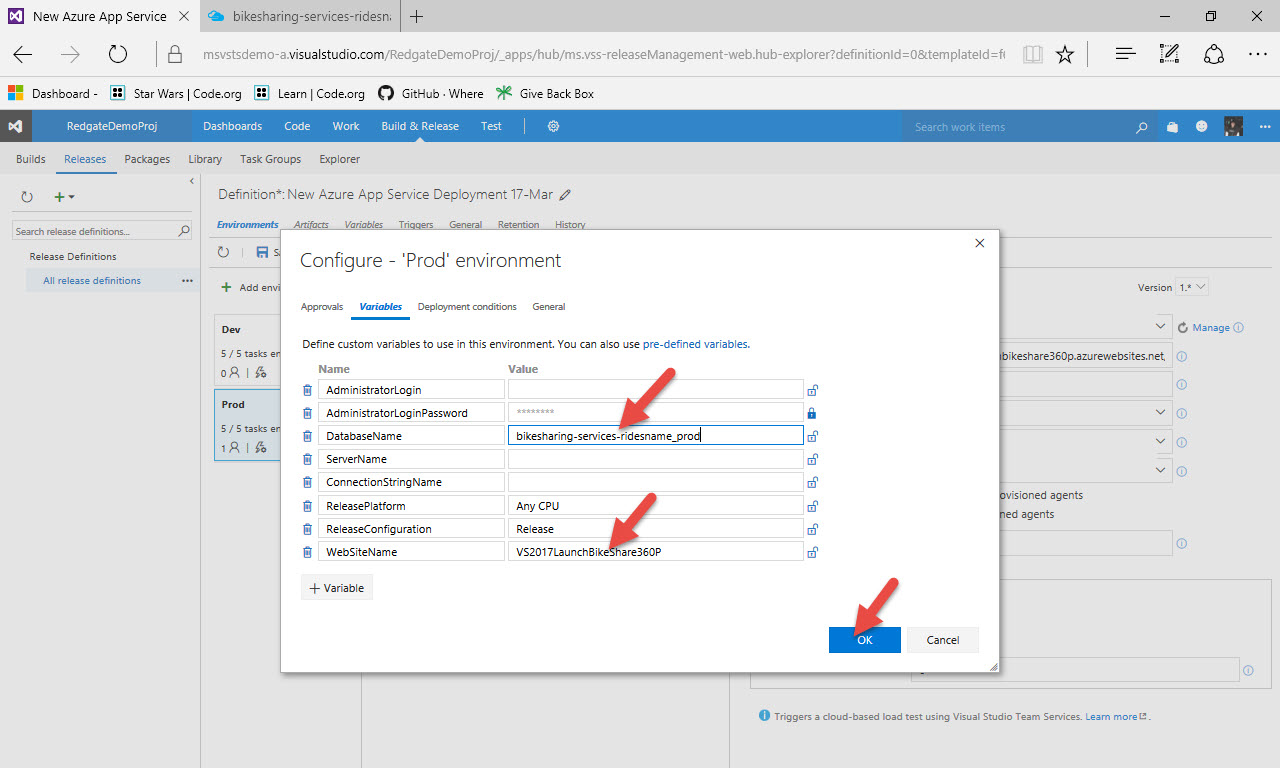 New Azure App Service
bikesharing-services-ridesna
msvstsdemo-a.visualstudio.com/RedgateDemoProj/_apps/hub/ms.vss-releaseManagement-web.hub-explorer?definitionId=0&templateId=f
Dashboard -
Star Wars | Code.org
Learn | Code.org
GitHub · Where
Give Back Box
RedgateDemoProj
Dashboards
Code
Work
Build & Release
Test
Search work items
Builds
Releases
Packages
Library
Task Groups
Explorer
Definition*: New Azure App Service Deployment 17-Mar
Environments
Artifacts
Variables
Triggers
General
Retention
History
Search release definitions...
Release Definitions
All release definitions
Add envi
Version
1.*
Dev
5 / 5 tasks en
0
Prod
5 / 5 tasks en
1
Manage
bikeshare360p.azurewebsites.net,
ovisioned agents
ned agents
Configure - 'Prod' environment
Approvals
Variables
Deployment conditions
General
Define custom variables to use in this environment. You can also use pre-defined variables.
Name
Value
AdministratorLogin
AdministratorLoginPassword
********
DatabaseName
bikesharing-services-ridesname_prod
ServerName
ConnectionStringName
ReleasePlatform
Any CPU
ReleaseConfiguration
Release
WebSiteName
VS2017LaunchBikeShare360P
+ Variable
OK
Cancel
Triggers a cloud-based load test using Visual Studio Team Services. Learn more.